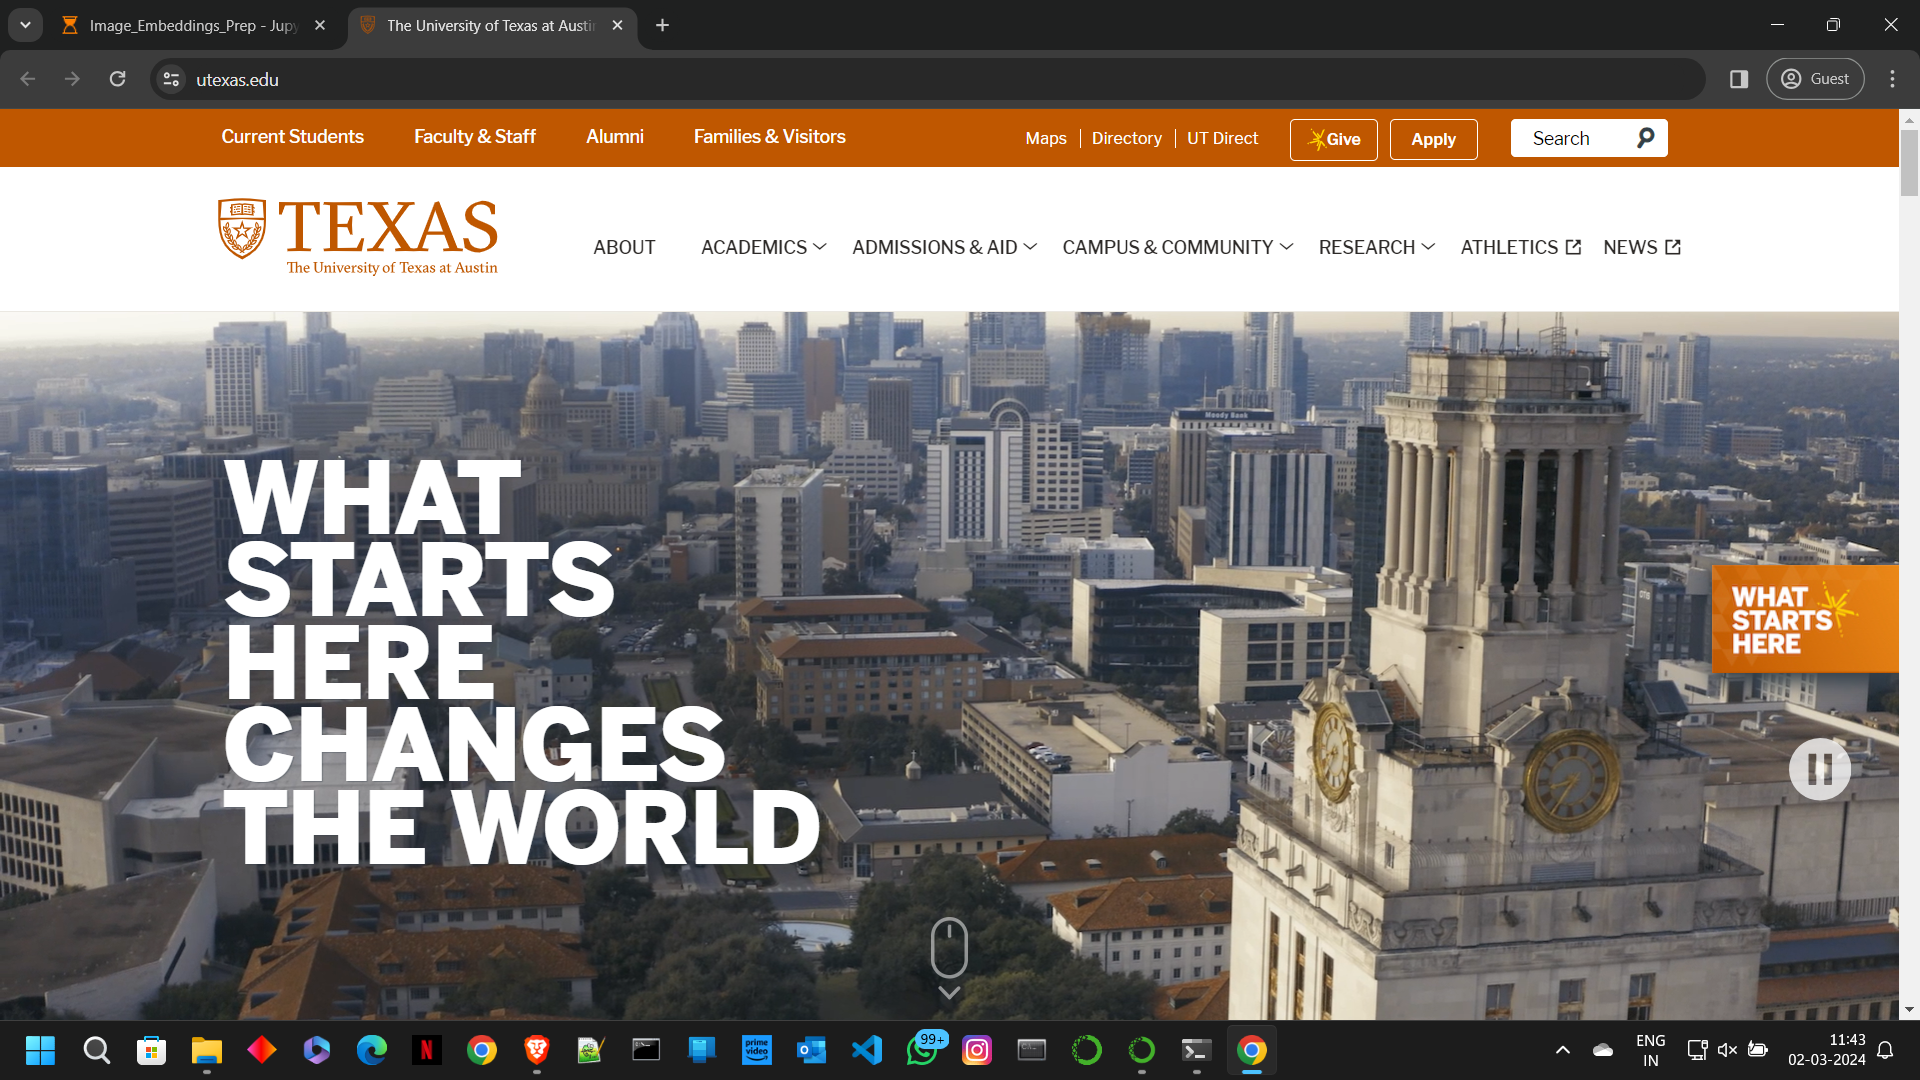 Image_Embeddings_Prep - Jupy
The University of Texas at Austi
utexas.edu
Guest
Current Students
Faculty & Staff
Alumni
Families & Visitors
Maps
Directory
UT Direct
Give
Apply
Search
TEXAS
The University of Texas at Austin
ABOUT
ACADEMICS
ADMISSIONS & AID
CAMPUS & COMMUNITY
RESEARCH
ATHLETICS
NEWS
Moody Bank
WHAT
STARTS
HERE
CHANGES
THE WORLD
WHAT
STARTS
HERE
prime
video
99+
ENG
IN
11:43
02-03-2024